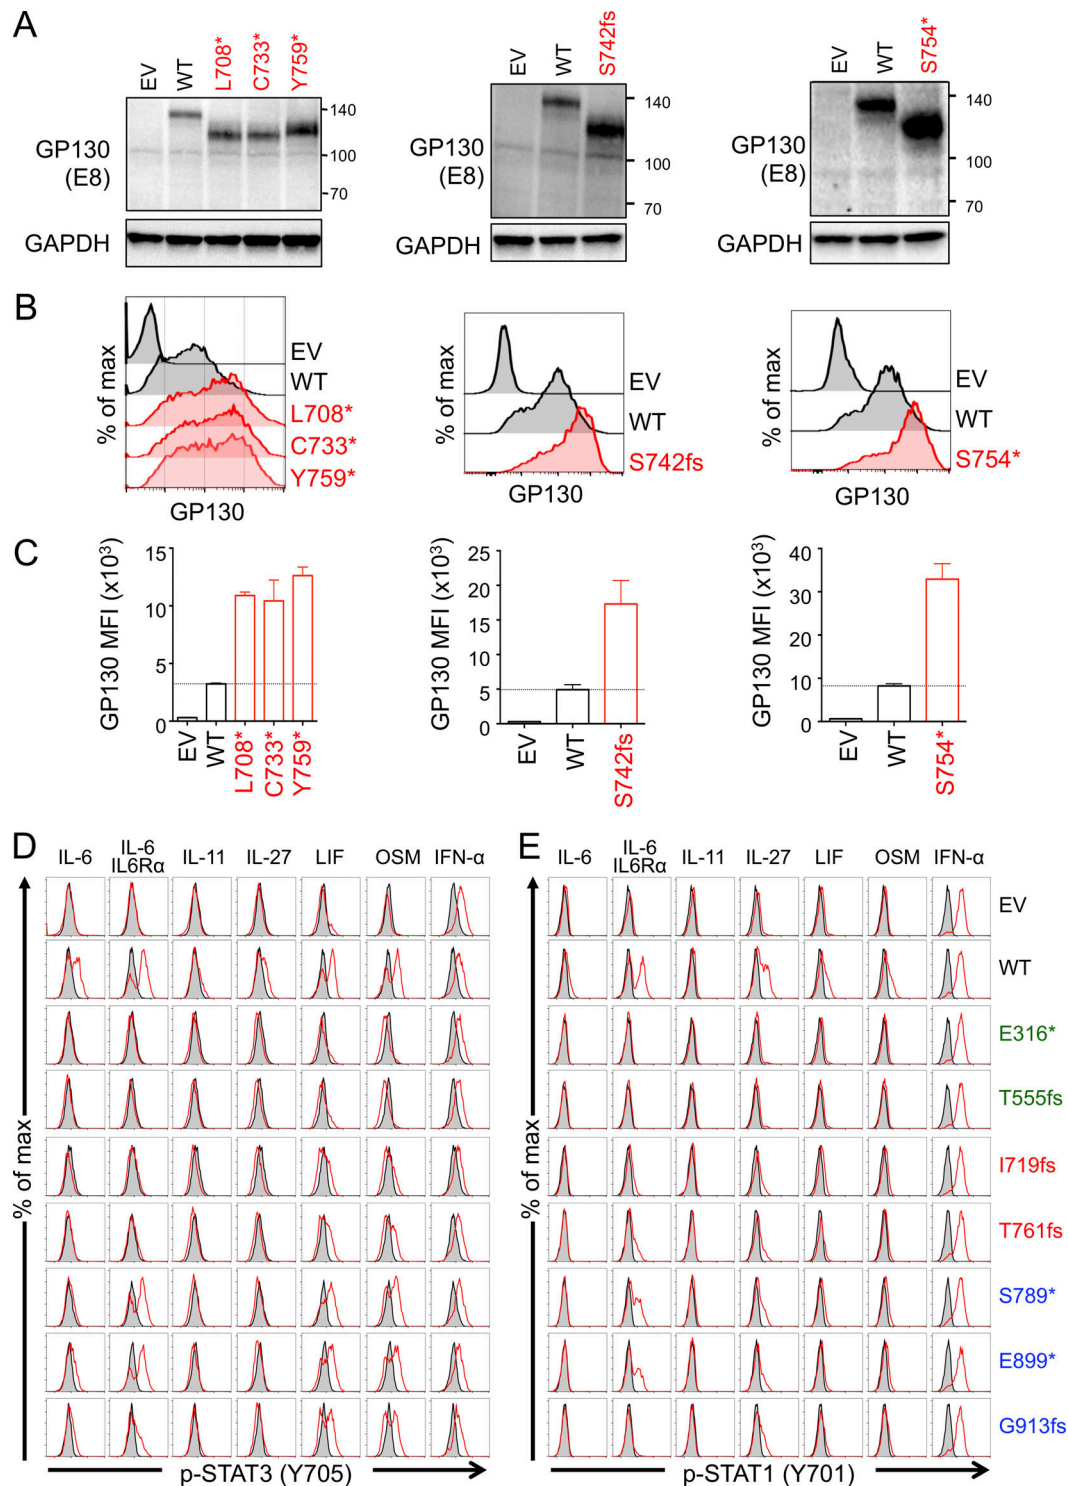 A
EV
WT
L708*
C733*
Y759*
GP130
(E8)
140
100
70
GAPDH
EV
WT
S742fs
GP130
(E8)
140
100
70
GAPDH
EV
WT
S754*
GP130
(E8)
140
100
70
GAPDH
B
% of max
EV
WT
L708*
C733*
Y759*
GP130
% of max
EV
WT
S742fs
GP130
% of max
EV
WT
S754*
GP130
C
GP130 MFI (x10³)
15
10
5
0
EV
WT
L708*
C733*
Y759*
GP130 MFI (x10³)
25
20
15
10
5
0
EV
WT
S742fs
GP130 MFI (x10³)
40
30
20
10
0
EV
WT
S754*
D
IL-6
IL-6 IL6Rα
IL-11
IL-27
LIF
OSM
IFN-α
% of max
p-STAT3 (Y705)
E
IL-6
IL-6 IL6Rα
IL-11
IL-27
LIF
OSM
IFN-α
% of max
EV
WT
E316*
T555fs
I719fs
T761fs
S789*
E899*
G913fs
p-STAT1 (Y701)